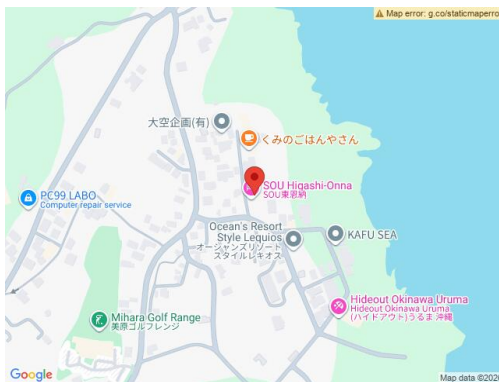 Map error: g.co/staticmaperro
大空企画(有)
くみのごはんやさん
PC99 LABO
Computer repair service
SOU Higashi-Onna
SOU東恩納
Ocean's Resort
Style Lequios
オーシャンズリゾート
スタイルレキオス
KAFU SEA
Hideout Okinawa Uruma
Hideout Okinawa Uruma
(ハイドアウト)うるま 沖縄
Mihara Golf Range
美原ゴルフレンジ
Google
Map data ©2026